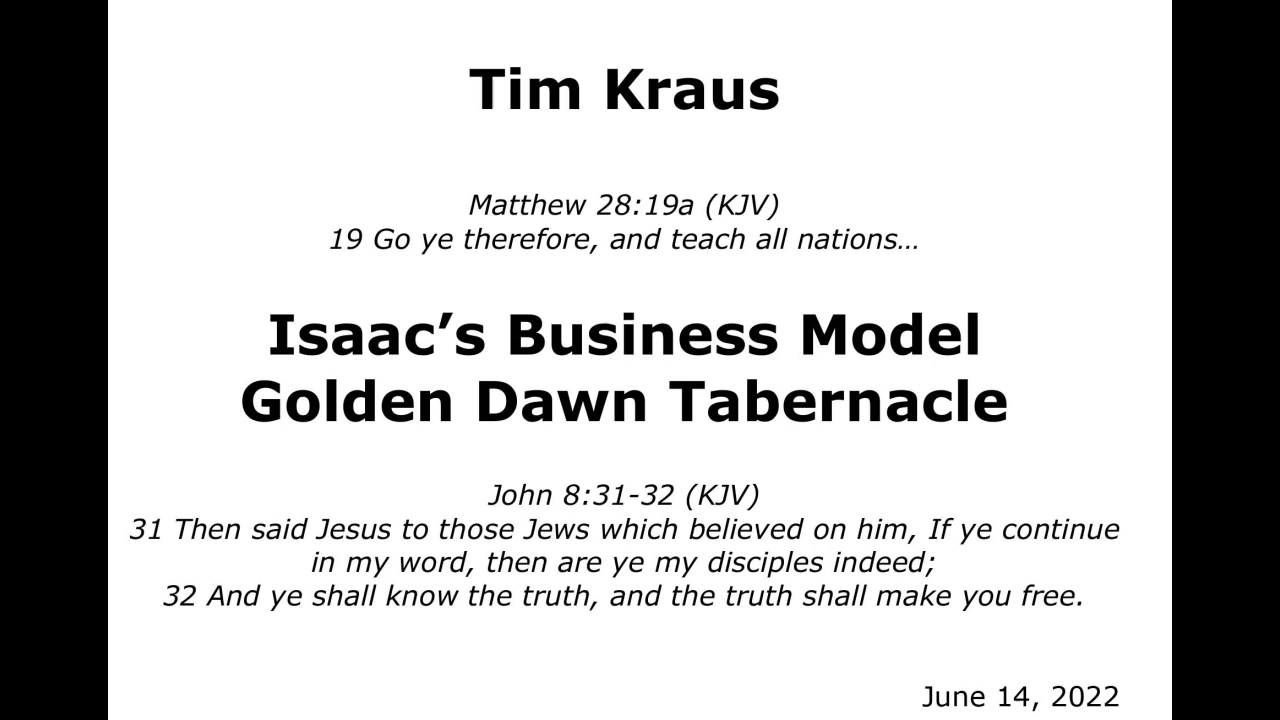 Tim Kraus
Matthew 28:19a (KJV)
19 Go ye therefore, and teach all nations…
Isaac’s Business Model
Golden Dawn Tabernacle
John 8:31-32 (KJV)
31 Then said Jesus to those Jews which believed on him, If ye continue
in my word, then are ye my disciples indeed;
32 And ye shall know the truth, and the truth shall make you free.
June 14, 2022